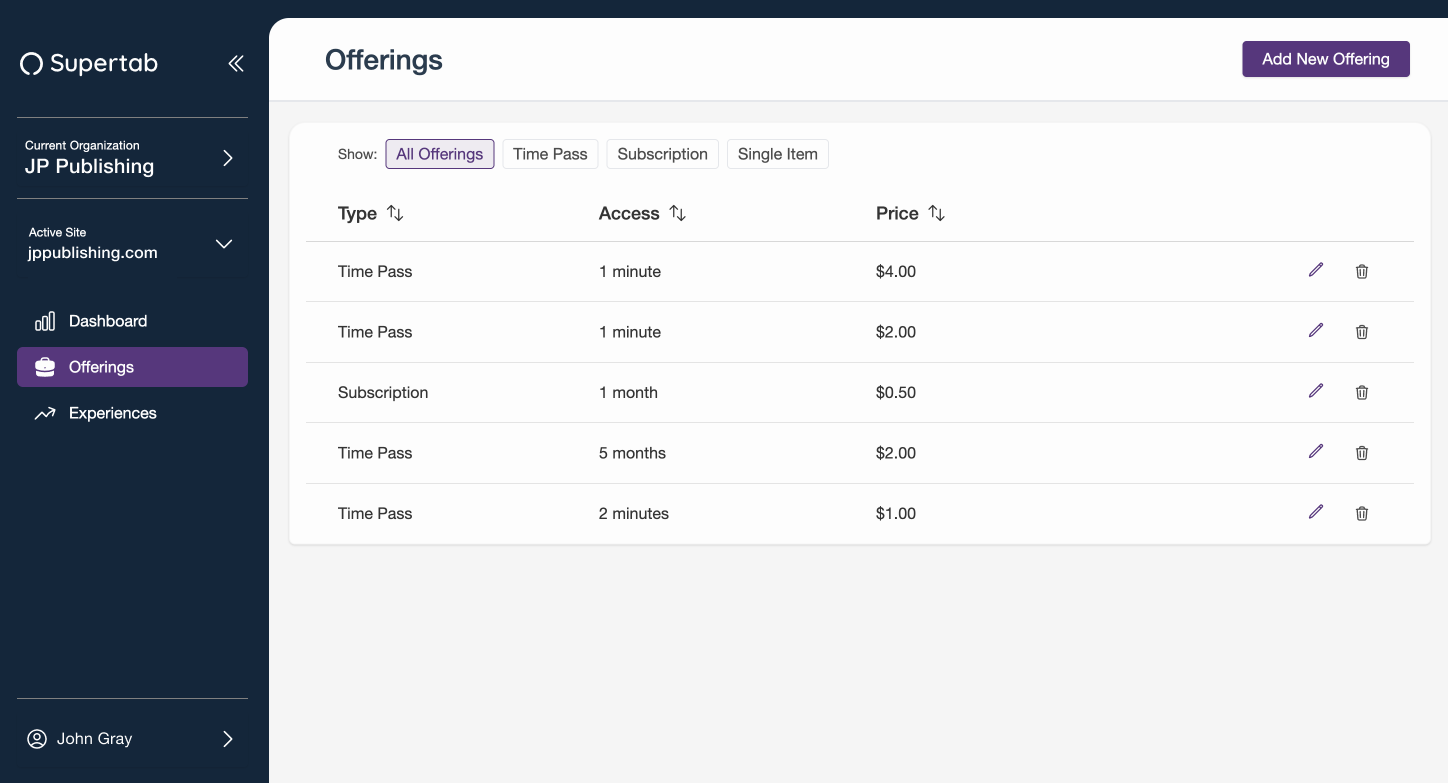 Supertab
Current Organization
JP Publishing
Active Site
jppublishing.com
Dashboard
Offerings
Experiences
John Gray
Offerings
Add New Offering
Show: All Offerings Time Pass Subscription Single Item
Type Access Price
Time Pass 1 minute $4.00
Time Pass 1 minute $2.00
Subscription 1 month $0.50
Time Pass 5 months $2.00
Time Pass 2 minutes $1.00